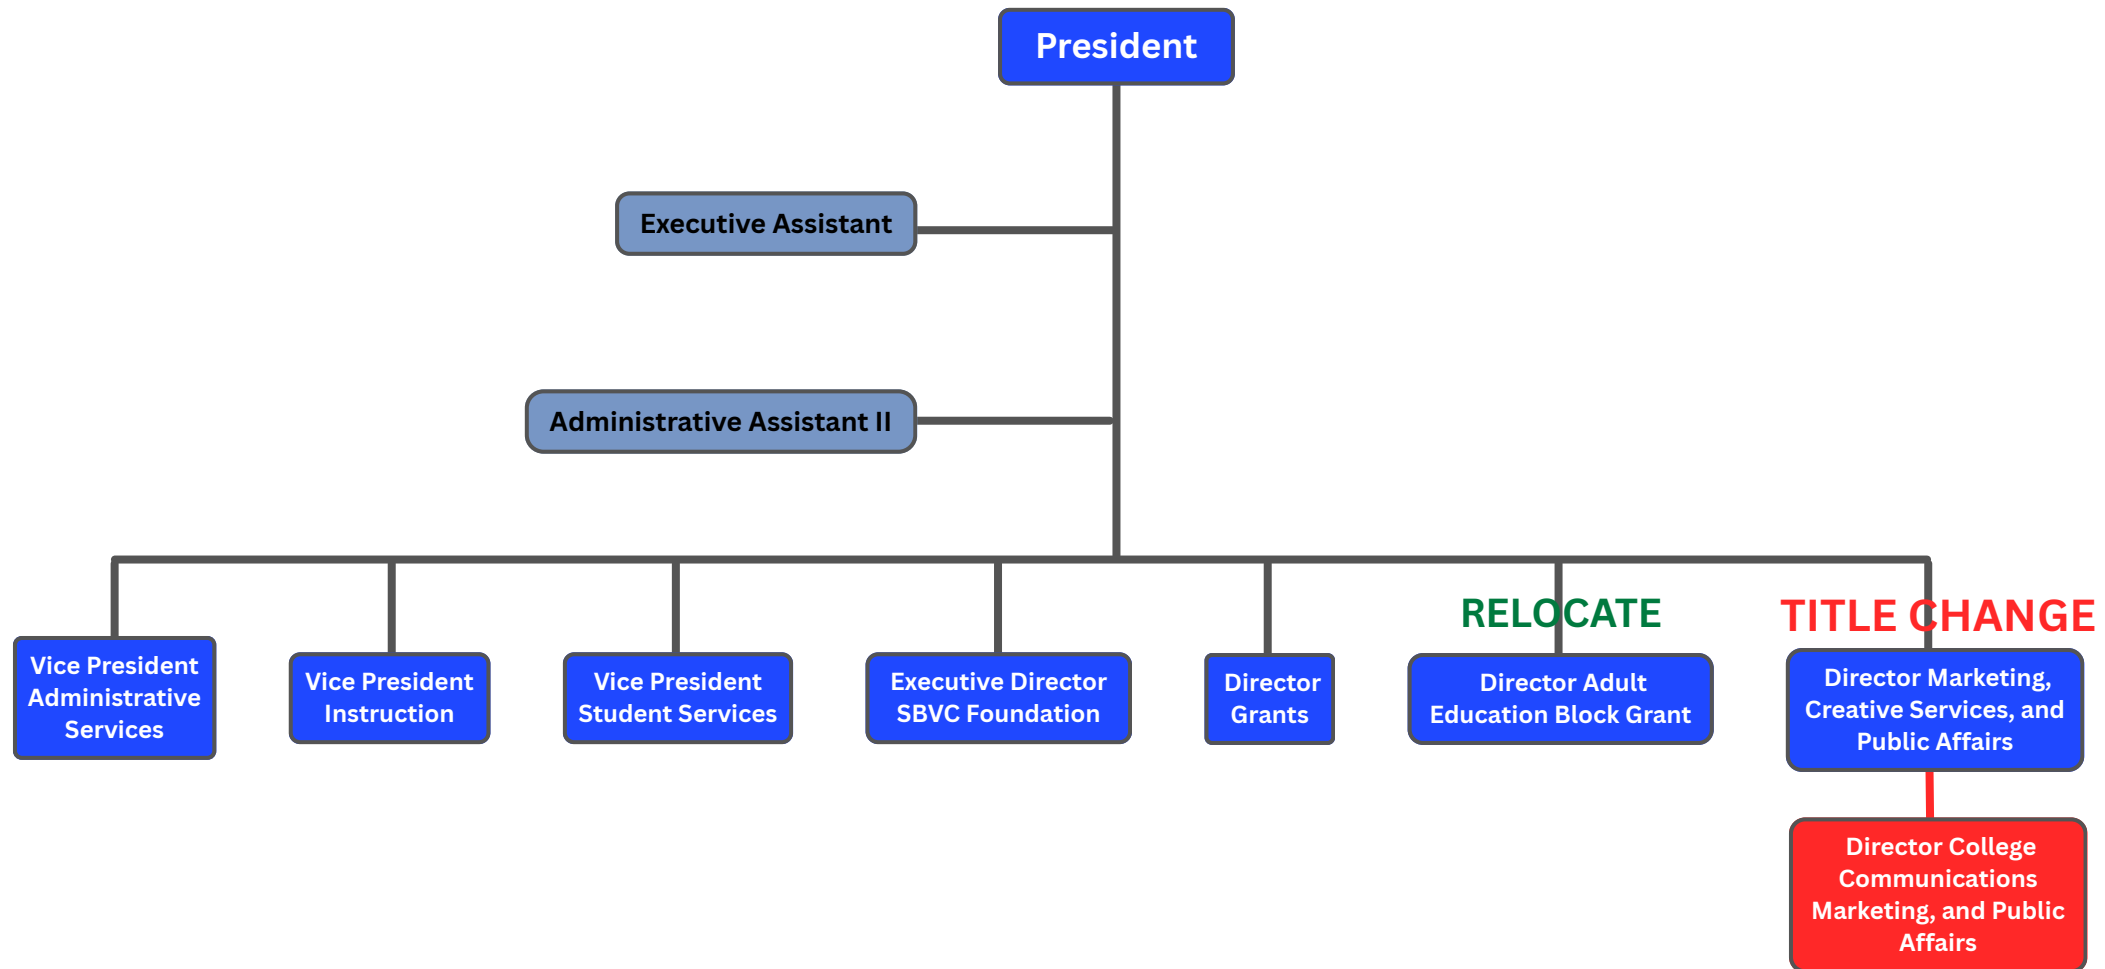 President
Executive Assistant
Administrative Assistant II
RELOCATE
TITLE CHANGE
Vice President
Administrative
Services
Vice President
Instruction
Vice President
Student Services
Executive Director
SBVC Foundation
Director
Grants
Director Adult
Education Block Grant
Director Marketing,
Creative Services, and
Public Affairs
Director College
Communications
Marketing, and Public
Affairs